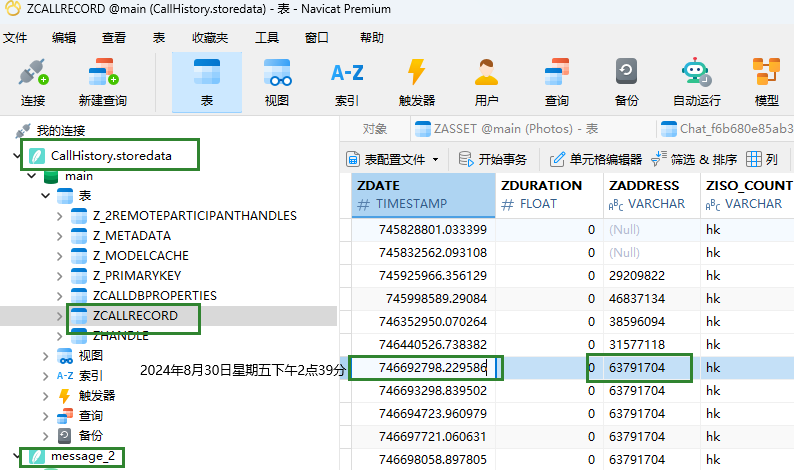 ZCALLRECORD @main (CallHistory.storedata) - 表 - Navicat Premium
文件 编辑 查看 表 收藏夹 工具 窗口 帮助
连接 新建查询 表 视图 A-Z 索引 触发器 用户 查询 备份 自动运行 模型
我的连接
CallHistory.storedata
main
表
Z_2REMOTEPARTICIPANTHANDLES
Z_METADATA
Z_MODELCACHE
Z_PRIMARYKEY
ZCALLDBPROPERTIES
ZCALLRECORD
ZHANDLE
视图
A-Z 索引
触发器
查询
备份
message_2
2024年8月30日星期五下午2点39分
对象 ZASSET @main (Photos) - 表 Chat_f6b680e85ab3
表配置文件 开始事务 单元格编辑器 筛选 & 排序 列
ZDATE ZDURATION ZADDRESS ZISO_COUNT
# TIMESTAMP # FLOAT ABC VARCHAR ABC VARCHAR
745828801.033399 0 (Null) hk
745832562.093108 0 (Null) hk
745925966.356129 0 29209822 hk
745998589.29084 0 46837134 hk
746352950.070264 0 38596094 hk
746440526.738382 0 31577118 hk
746692798.229586 0 63791704 hk
746693298.839502 0 63791704 hk
746694723.960979 0 63791704 hk
746697721.060631 0 63791704 hk
746698058.897805 0 63791704 hk